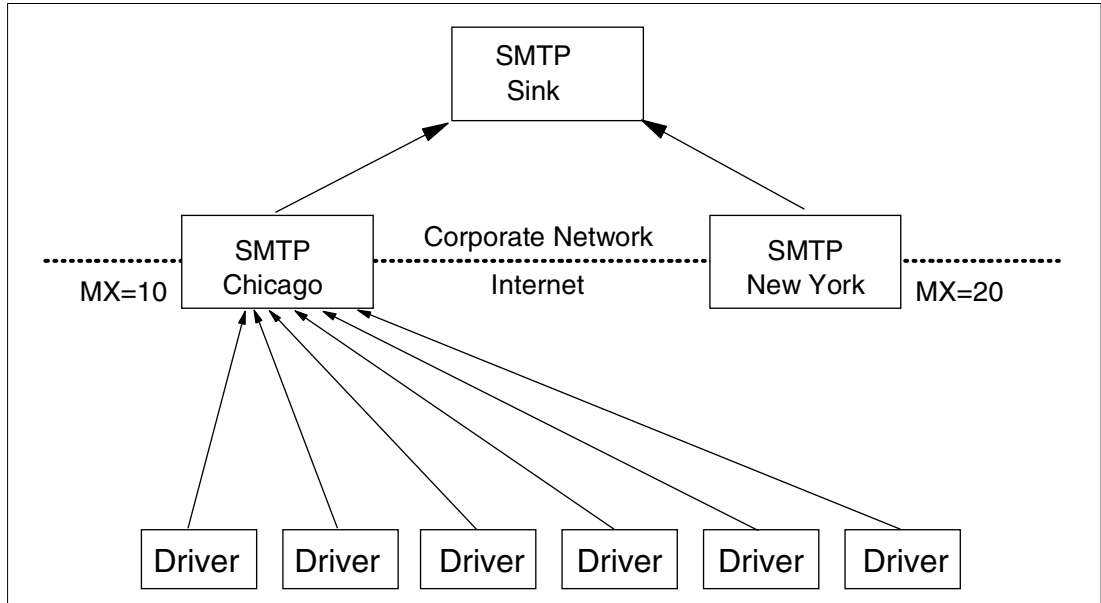 SMTP
Sink
SMTP
Chicago
Corporate Network
Internet
SMTP
New York
MX=10
MX=20
Driver
Driver
Driver
Driver
Driver
Driver